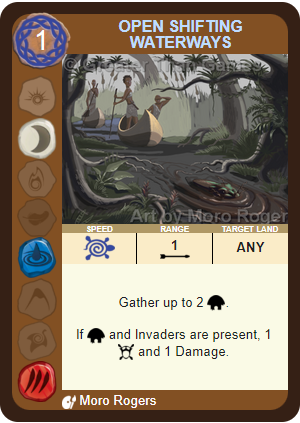 1
OPEN SHIFTING
WATERWAYS
Art by Moro Roger
SPEED RANGE TARGET LAND
1 ANY
Gather up to 2 .
If and Invaders are present, 1
and 1 Damage.
Moro Rogers